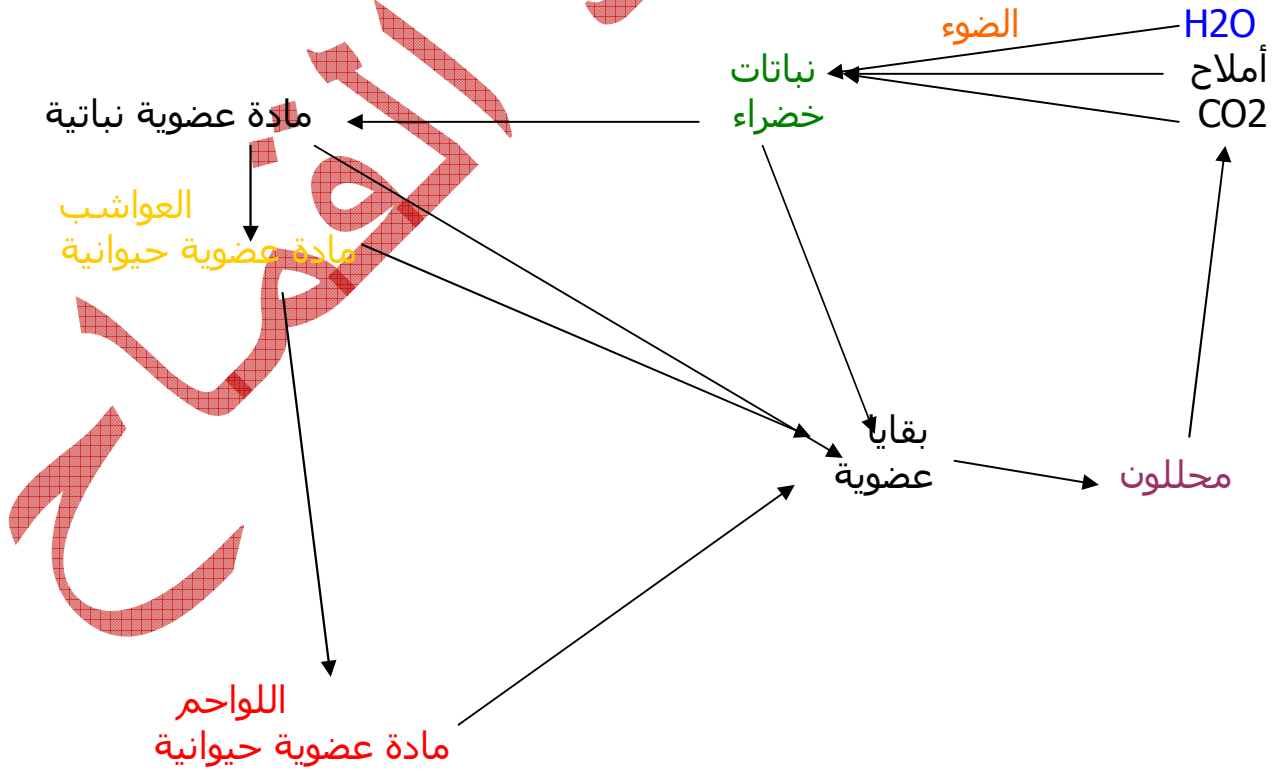 H2O
الضوء
أملاح
CO2
نباتات
خضراء
مادة عضوية نباتية
العواشب
مادة عضوية حيوانية
بقايا
عضوية
محللون
اللواحم
مادة عضوية حيوانية